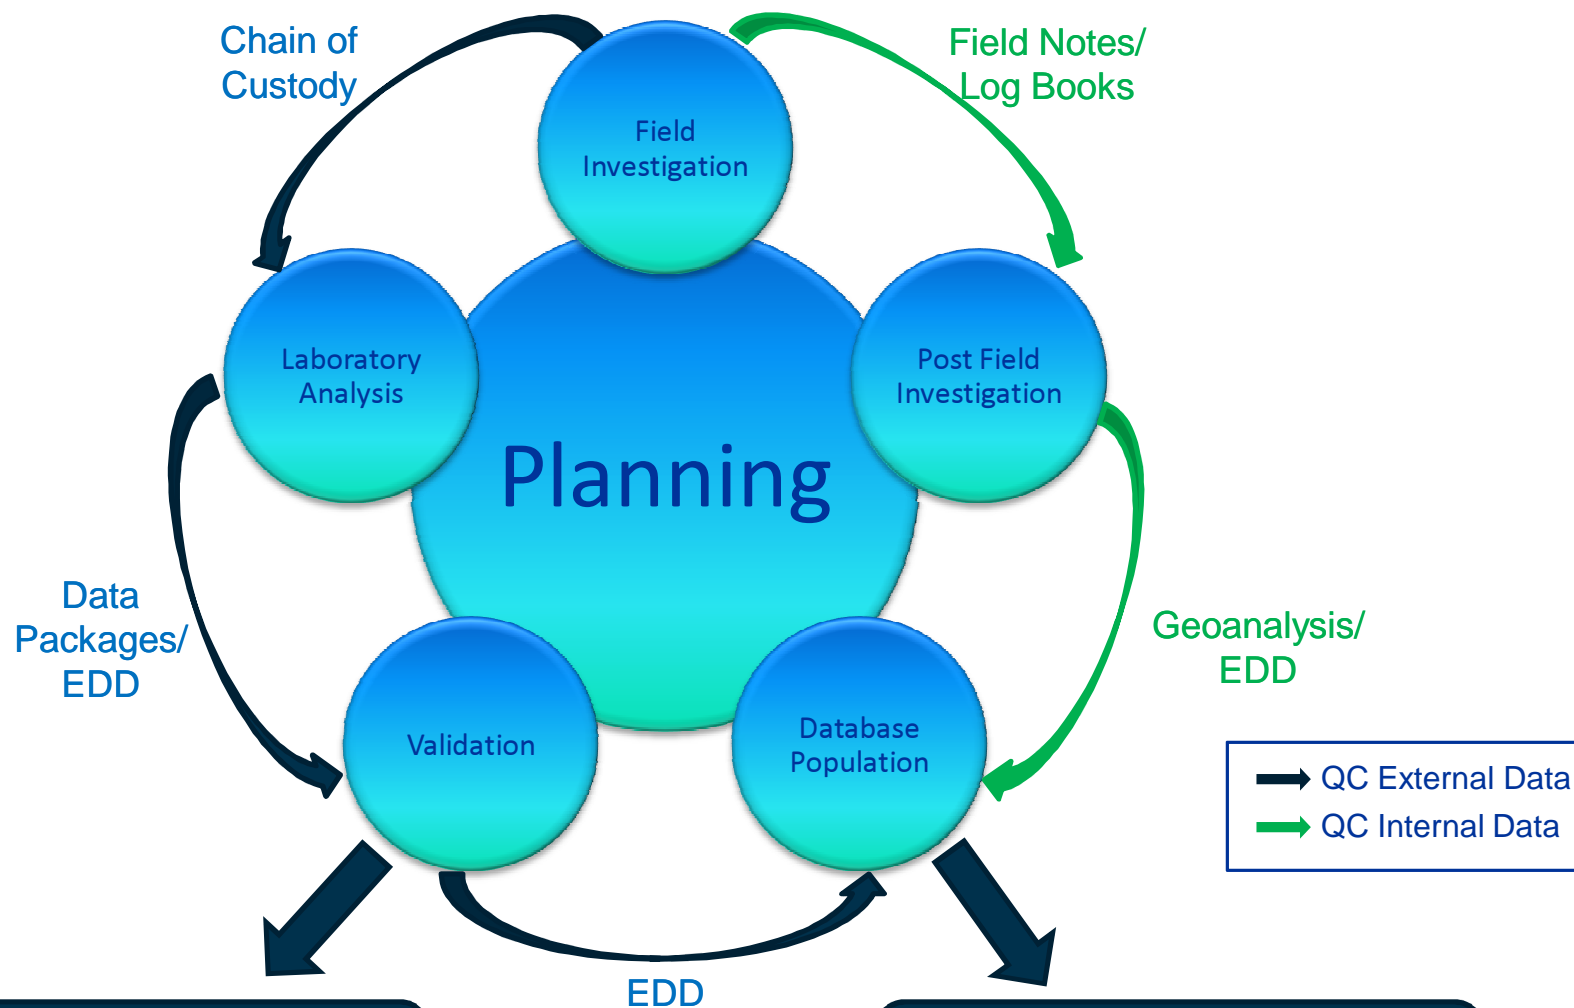 Chain of
Custody
Field Notes/
Log Books
Field
Investigation
Laboratory
Analysis
Post Field
Investigation
Planning
Data
Packages/
EDD
Geoanalysis/
EDD
Validation
Database
Population
QC External Data
QC Internal Data
EDD